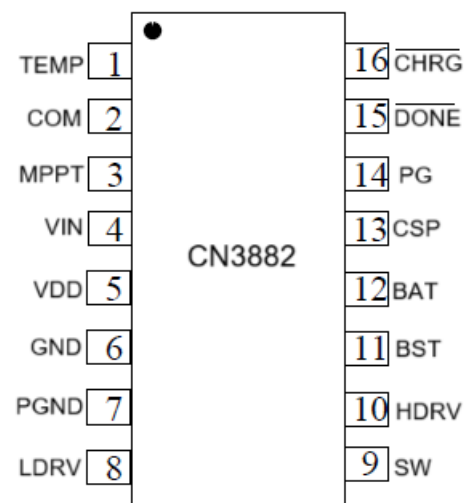 TEMP 1 16 CHRG
COM 2 15 DONE
MPPT 3 14 PG
VIN 4 13 CSP
CN3882
VDD 5 12 BAT
GND 6 11 BST
PGND 7 10 HDRV
LDRV 8 9 SW